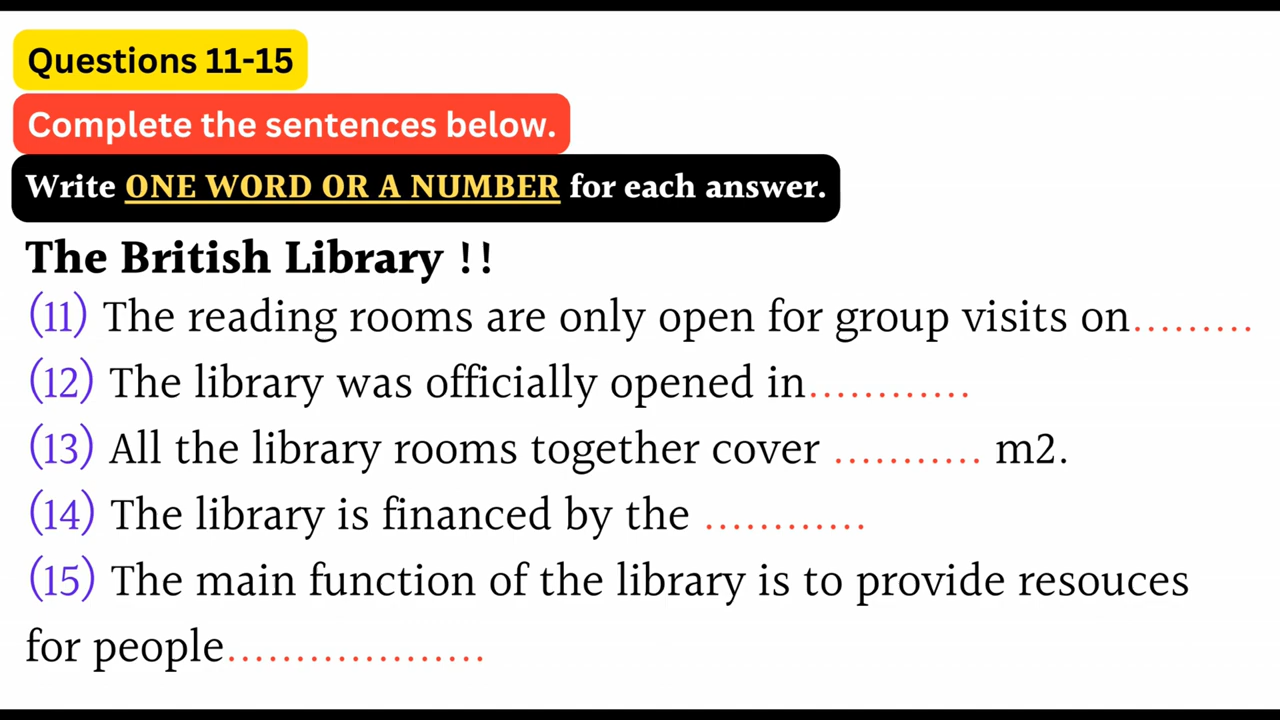 Questions 11-15
Complete the sentences below.
Write ONE WORD OR A NUMBER for each answer.
The British Library !!
(11) The reading rooms are only open for group visits on.........
(12) The library was officially opened in............
(13) All the library rooms together cover ........... m2.
(14) The library is financed by the ............
(15) The main function of the library is to provide resouces
for people...................